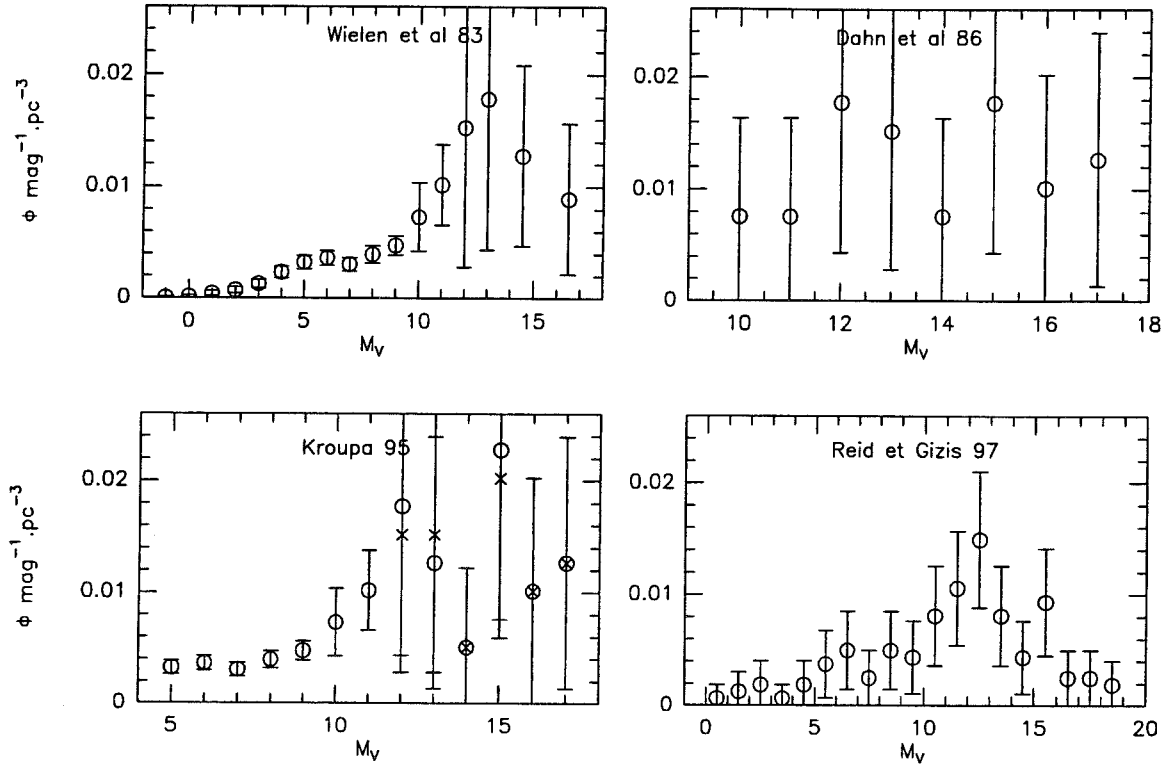 Wielen et al 83
0.02
0.01
0
ϕ mag⁻¹.pc⁻³
0 5 10 15
M_V
Dahn et al 86
0.02
0.01
0
10 12 14 16 18
M_V
Kroupa 95
0.02
0.01
0
ϕ mag⁻¹.pc⁻³
5 10 15
M_V
Reid et Gizis 97
0.02
0.01
0
0 5 10 15 20
M_V